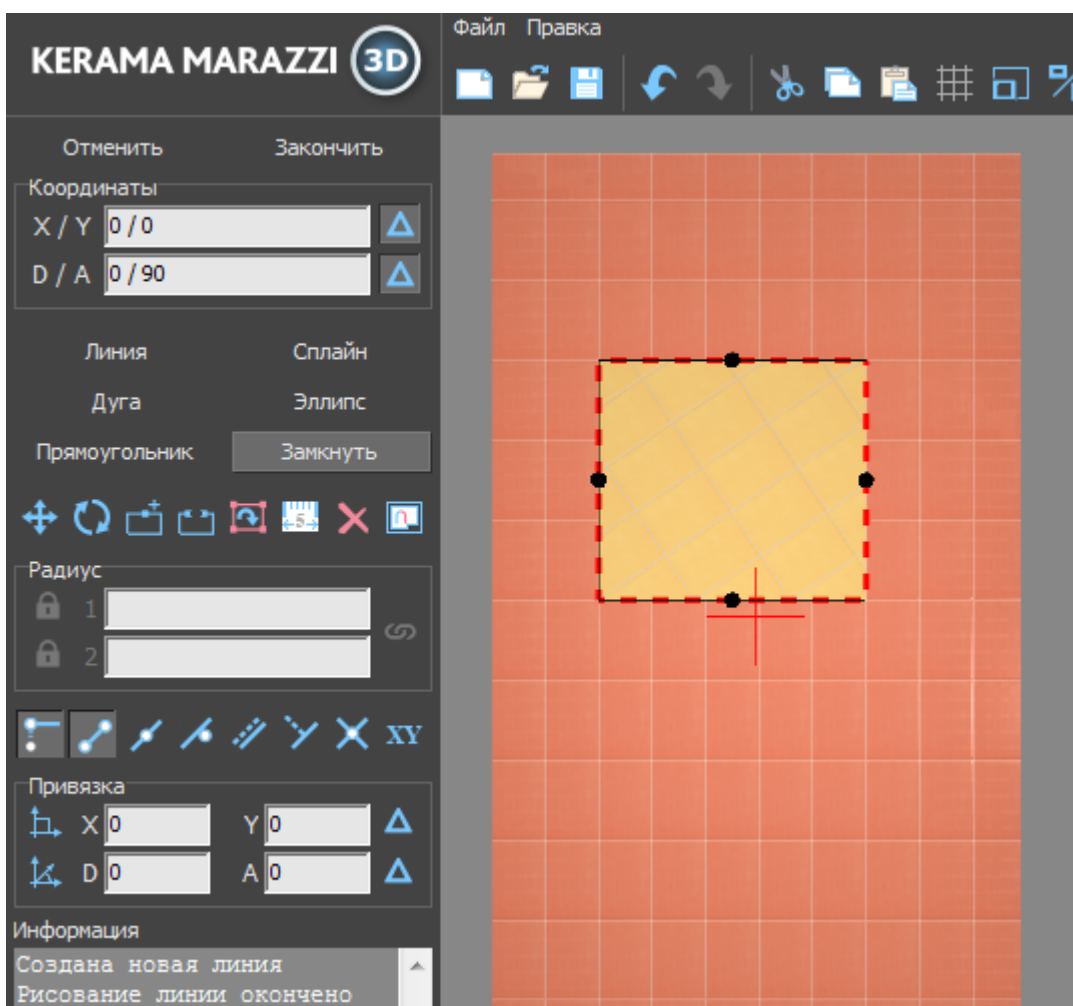 KERAMA MARAZZI 3D
Файл Правка
Отменить Закончить
Координаты
X / Y 0 / 0
D / A 0 / 90
Линия Сплайн
Дуга Эллипс
Прямоугольник Замкнуть
5
Радиус
1
2
XY
Привязка
X 0 Y 0
D 0 A 0
Информация
Создана новая линия
Рисование линии окончено